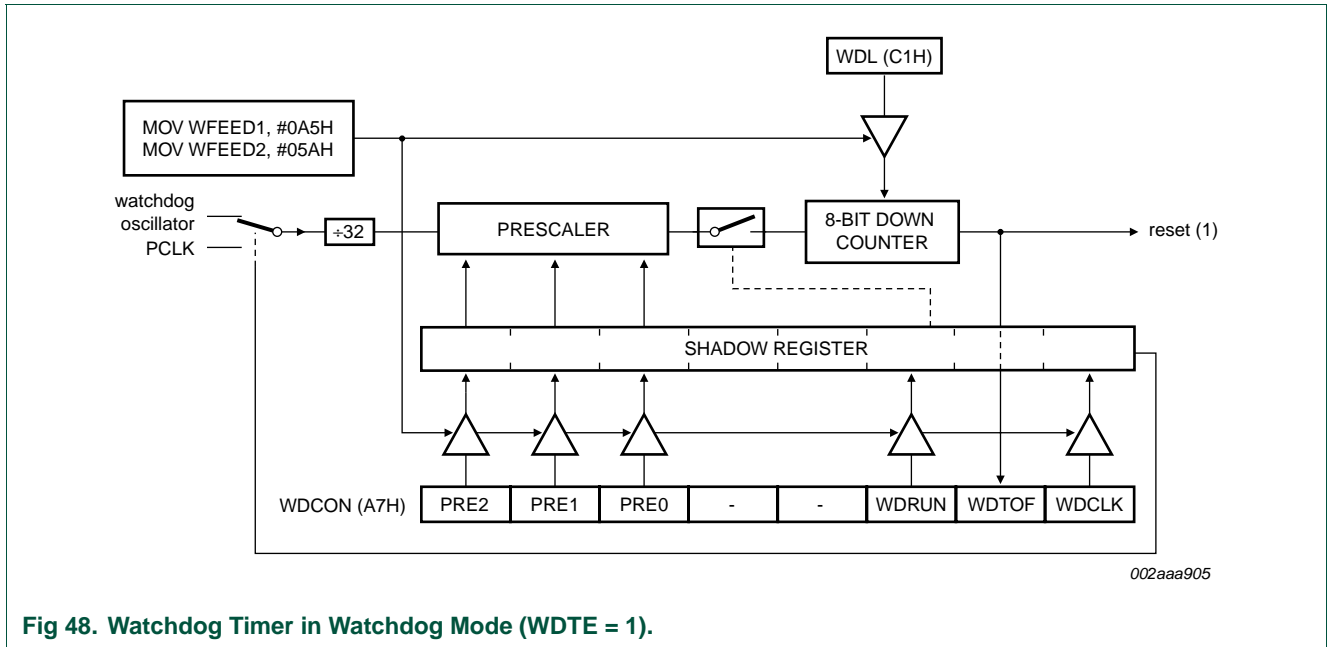 WDL (C1H)
MOV WFEED1, #0A5H
MOV WFEED2, #05AH
watchdog
oscillator
PCLK
÷32
PRESCALER
8-BIT DOWN
COUNTER
reset (1)
SHADOW REGISTER
WDCON (A7H)
PRE2
PRE1
PRE0
-
-
WDRUN
WDTOF
WDCLK
002aaa905
Fig 48. Watchdog Timer in Watchdog Mode (WDTE = 1).